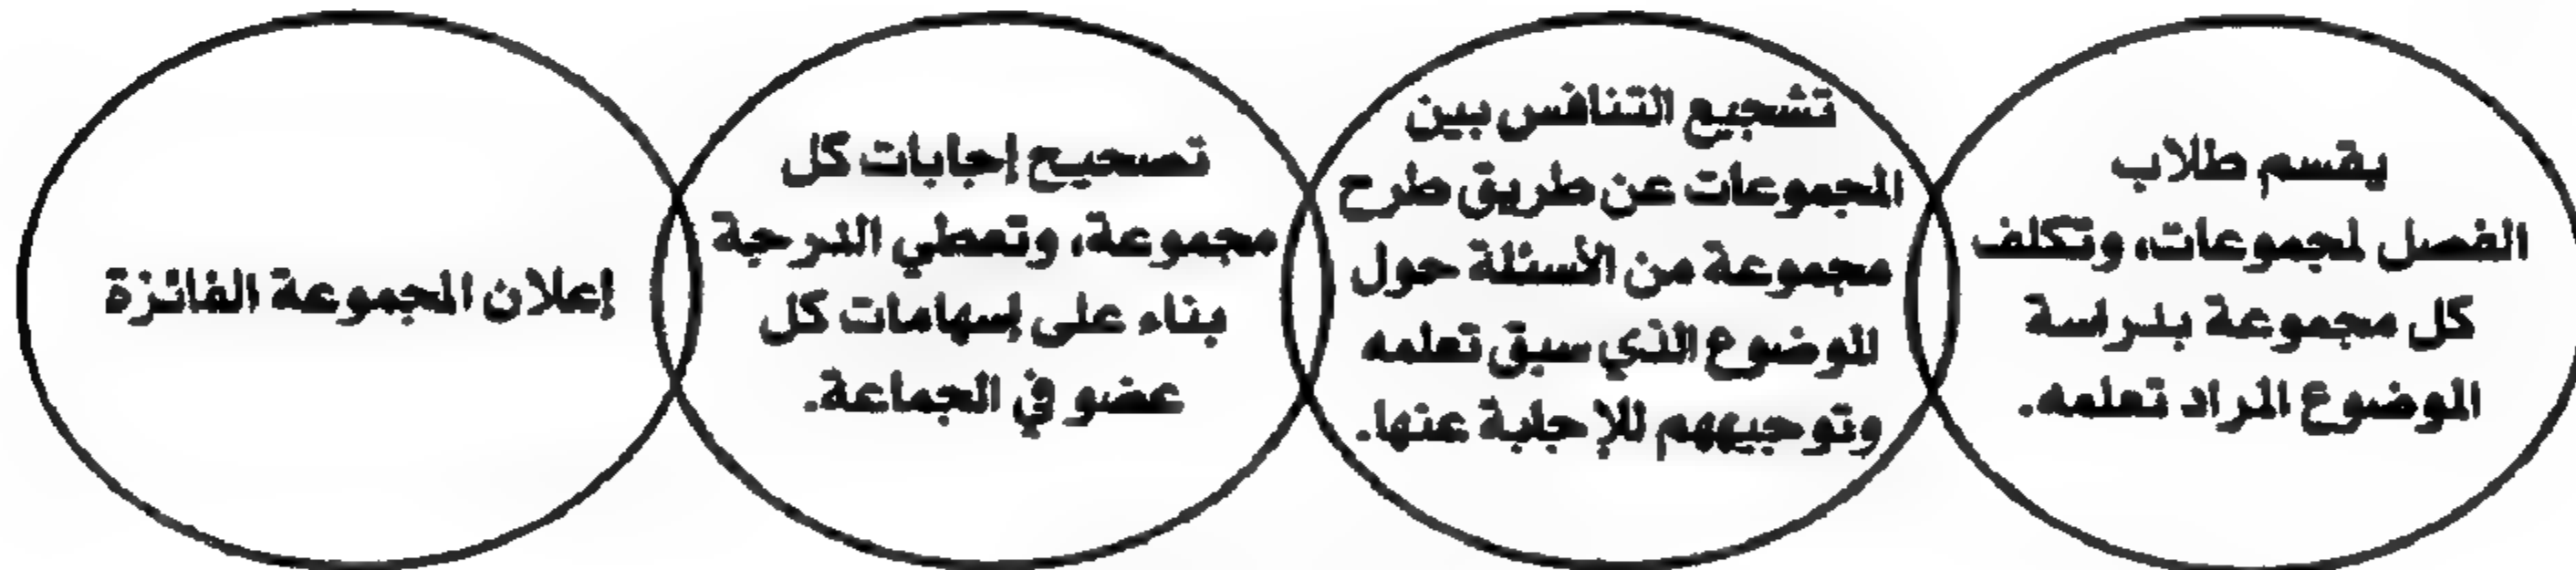 يقسم طلاب
الفصل لمجموعات، وتكلف
كل مجموعة بدراسة
الموضوع المراد تعلمه.
تشجيع التنافس بين
المجموعات عن طريق طرح
مجموعة من الأسئلة حول
الموضوع الذي سبق تعلمه
وتوجيههم للإجابة عنها.
تصحيح إجابات كل
مجموعة، وتعطي الدرجة
بناء على إسهامات كل
عضو في الجماعة.
إعلان المجموعة الفائزة